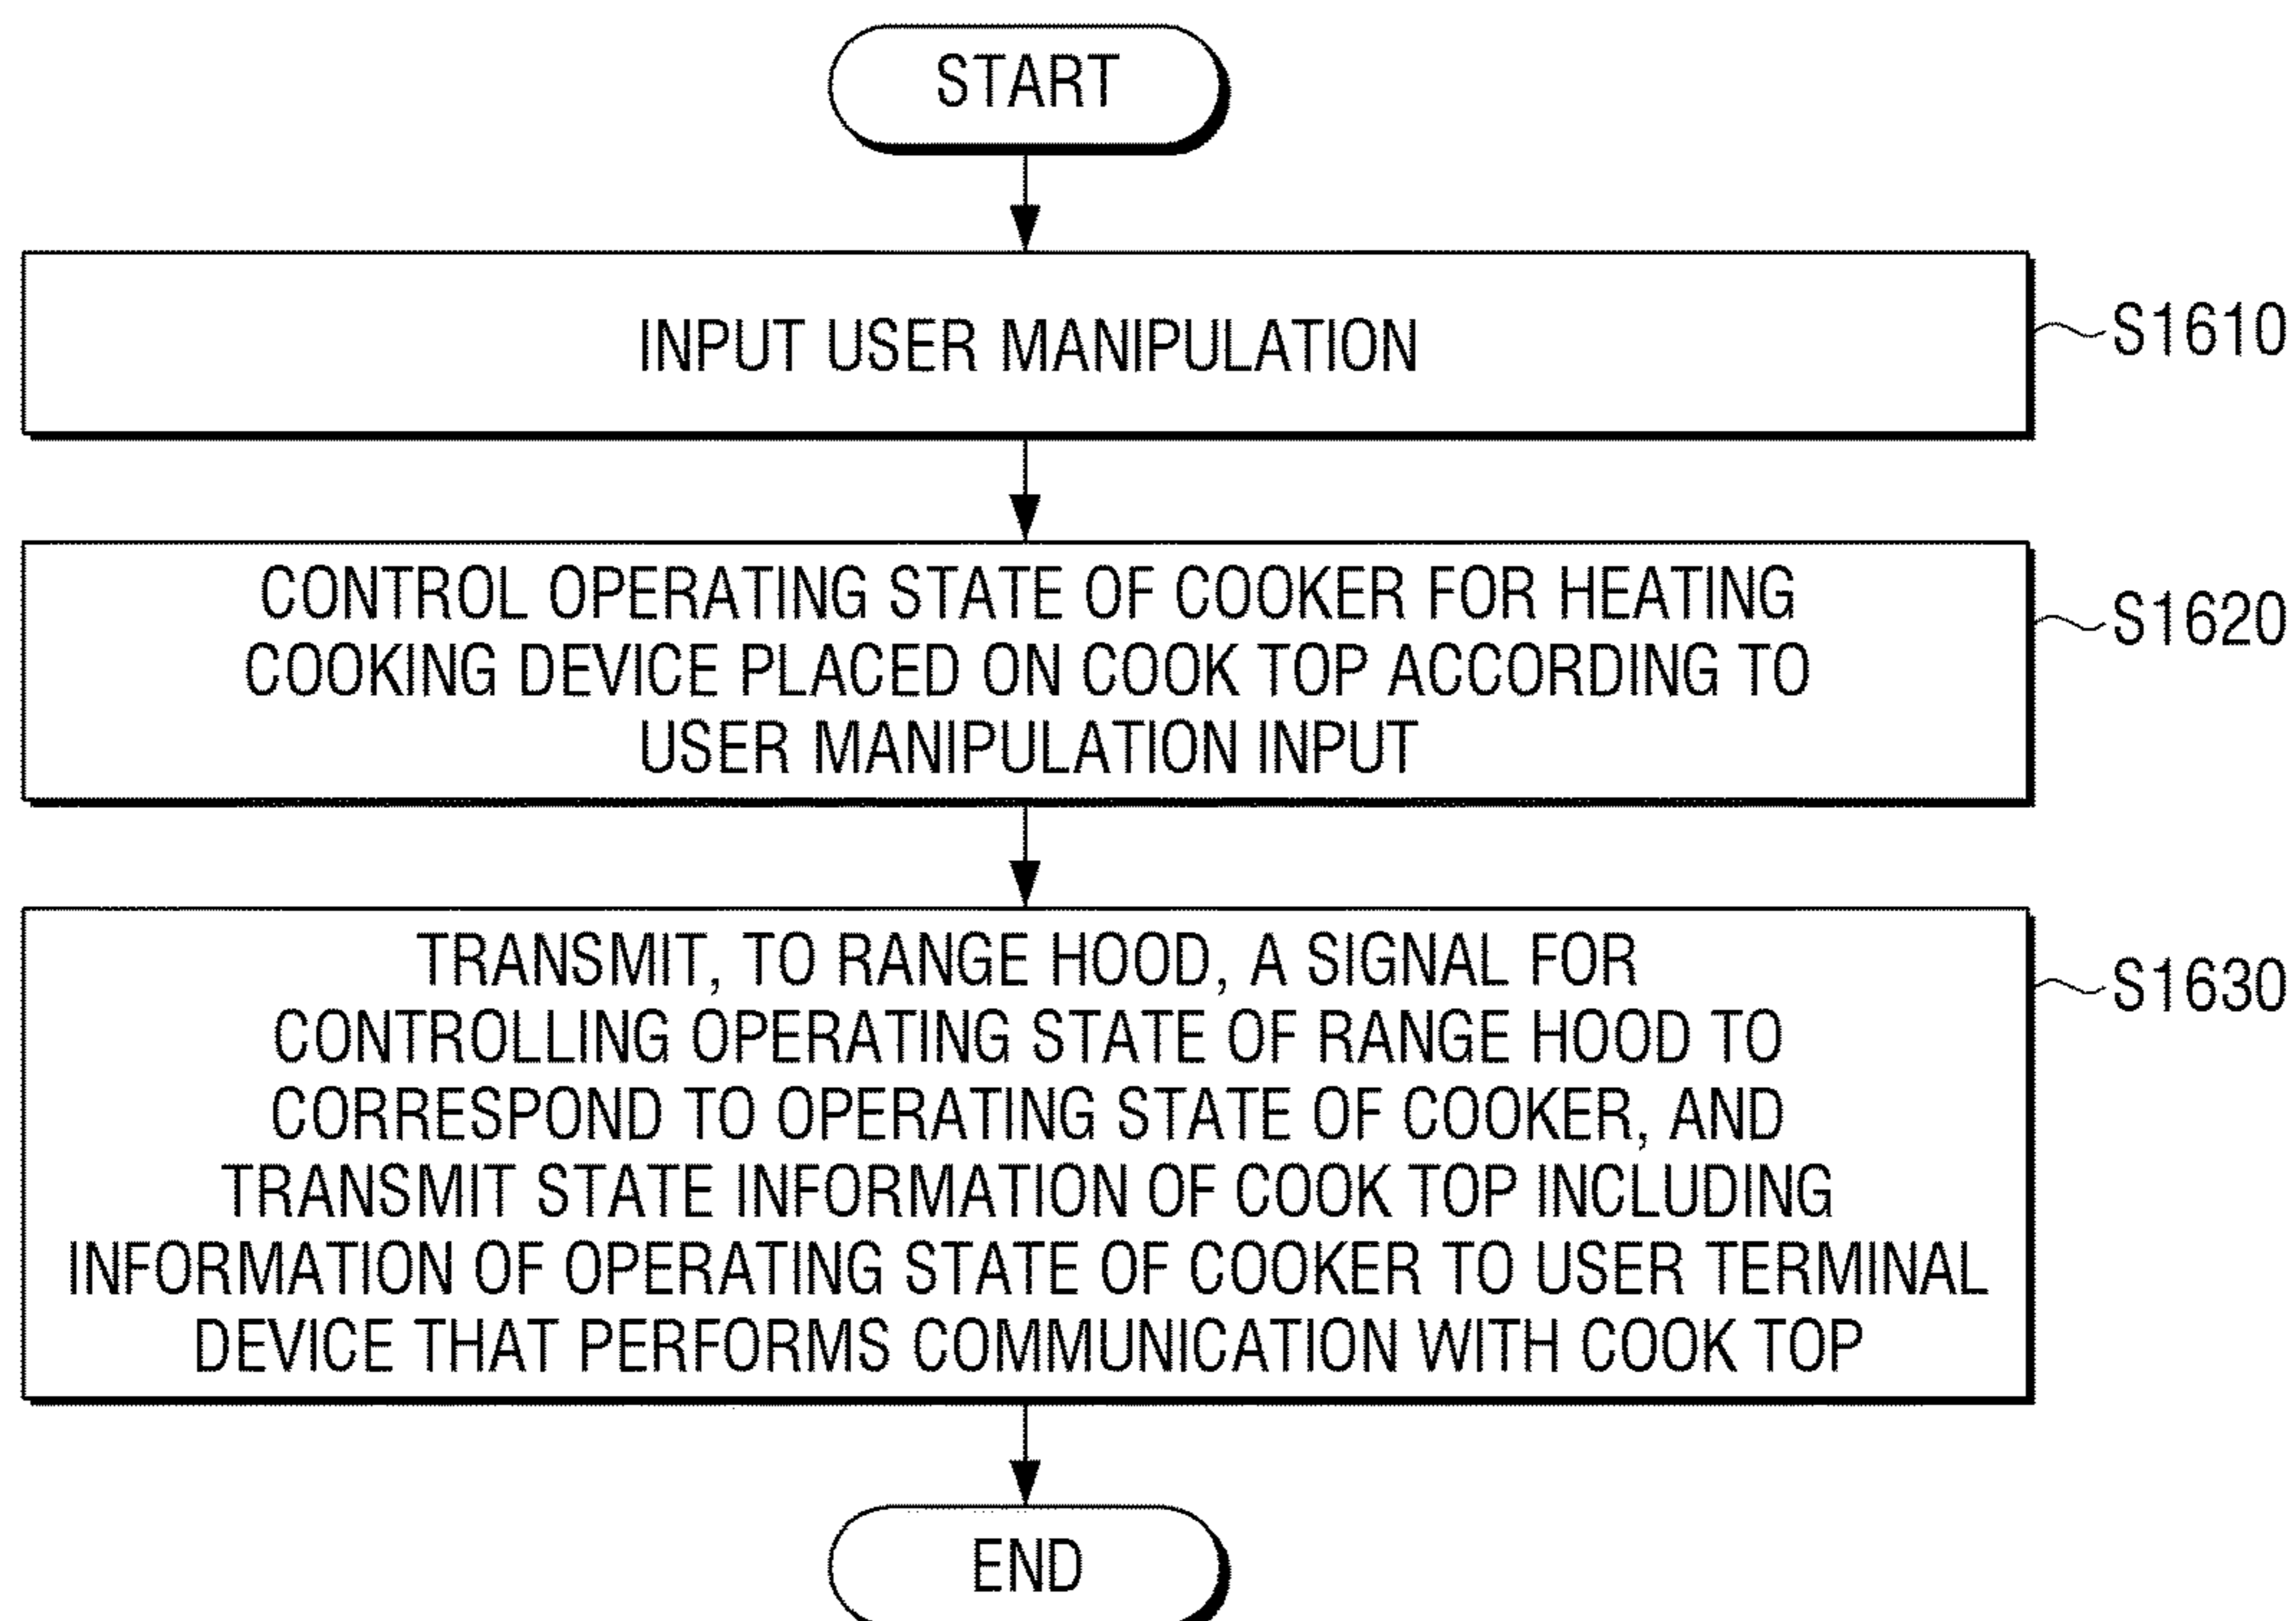 START
INPUT USER MANIPULATION
S1610
CONTROL OPERATING STATE OF COOKER FOR HEATING
COOKING DEVICE PLACED ON COOK TOP ACCORDING TO
USER MANIPULATION INPUT
S1620
TRANSMIT, TO RANGE HOOD, A SIGNAL FOR
CONTROLLING OPERATING STATE OF RANGE HOOD TO
CORRESPOND TO OPERATING STATE OF COOKER, AND
TRANSMIT STATE INFORMATION OF COOK TOP INCLUDING
INFORMATION OF OPERATING STATE OF COOKER TO USER TERMINAL
DEVICE THAT PERFORMS COMMUNICATION WITH COOK TOP
S1630
END